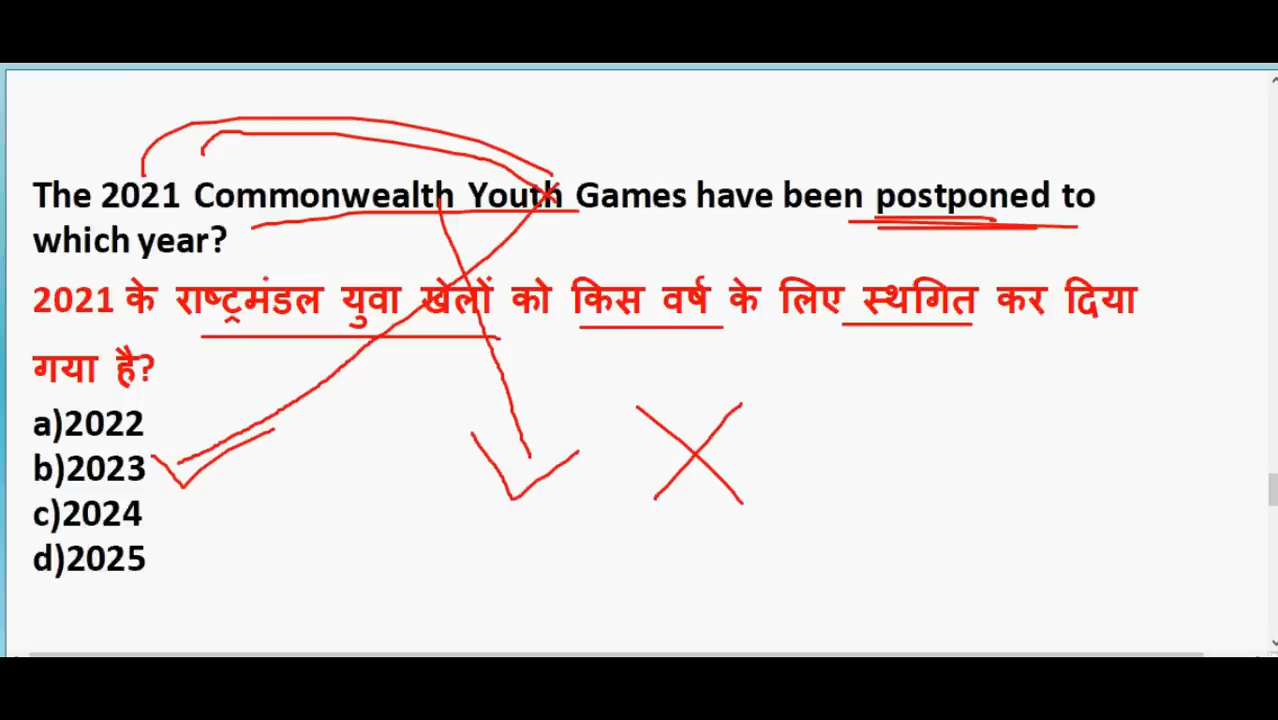 The 2021 Commonwealth Youth Games have been postponed to
which year?
2021 के राष्ट्रमंडल युवा खेलों को किस वर्ष के लिए स्थगित कर दिया
गया है?
a)2022
b)2023
c)2024
d)2025